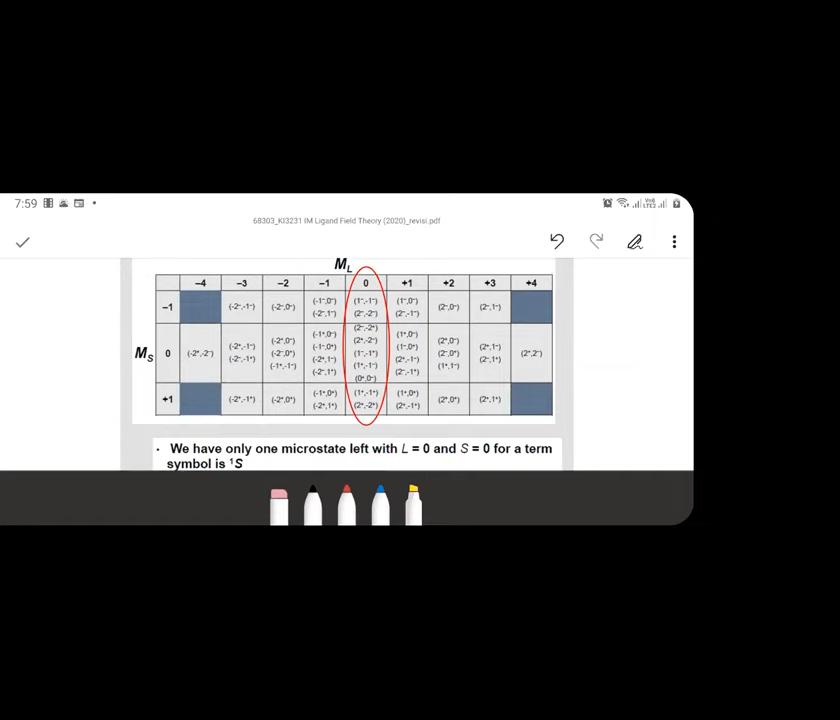 7:59
VoD
LTE2
68303_KI3231 IM Ligand Field Theory (2020)_revisi.pdf
M_L
−4 −3 −2 −1 0 +1 +2 +3 +4
−1 (-2⁻,-1⁻) (-2⁻,0⁻) (-1⁻,0⁻) (1⁻,-1⁻) (1⁻,0⁻) (2⁻,0⁻) (2⁻,1⁻)
(-2⁻,1⁻) (2⁻,-2⁻) (2⁻,-1⁻)
(2⁻,-2⁺)
(-2⁺,0⁻) (-1⁺,0⁻) (2⁺,-2⁻) (1⁺,0⁻) (2⁺,0⁻)
M_S 0 (-2⁺,-2⁻) (-2⁺,-1⁻) (-2⁻,0⁺) (-1⁻,0⁺) (1⁻,-1⁺) (1⁻,0⁺) (2⁻,0⁺) (2⁺,1⁻) (2⁺,2⁻)
(-2⁻,-1⁺) (-1⁺,-1⁻) (-2⁺,1⁻) (1⁺,-1⁻) (2⁺,-1⁻) (1⁺,1⁻) (2⁻,1⁺)
(-2⁻,1⁺) (0⁺,0⁻) (2⁻,-1⁺)
+1 (-2⁺,-1⁺) (-2⁺,0⁺) (-1⁺,0⁺) (1⁺,-1⁺) (1⁺,0⁺) (2⁺,0⁺) (2⁺,1⁺)
(-2⁺,1⁺) (2⁺,-2⁺) (2⁺,-1⁺)
· We have only one microstate left with L = 0 and S = 0 for a term
symbol is ¹S